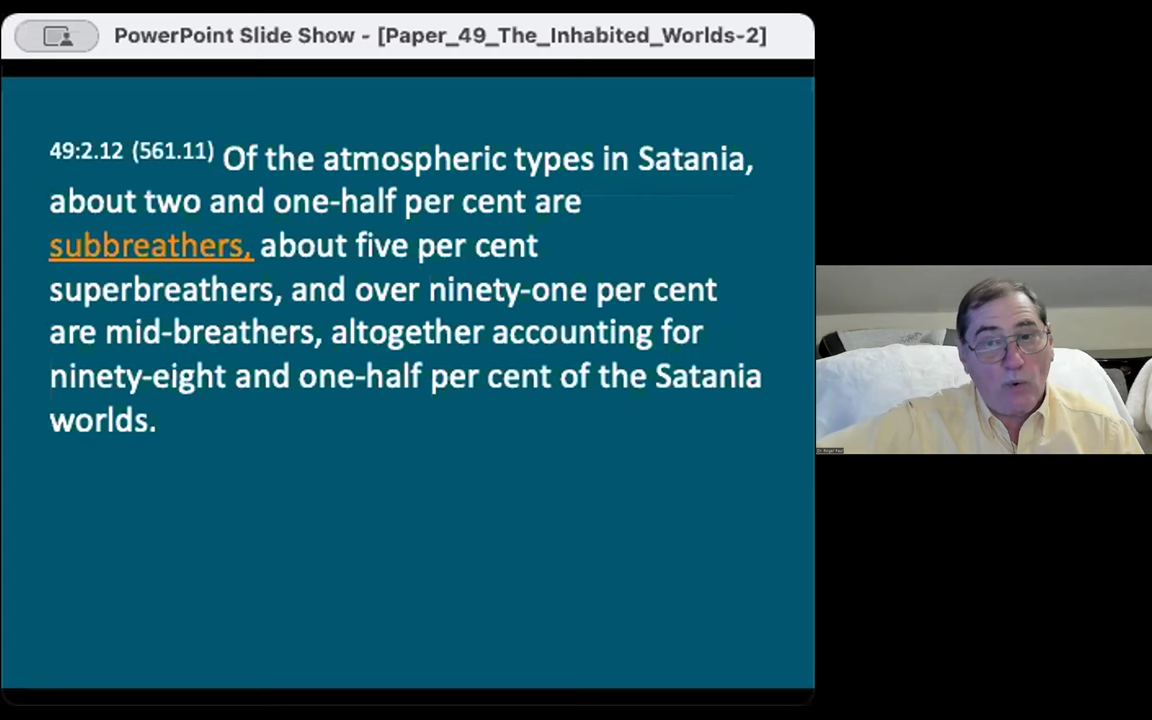 PowerPoint Slide Show - [Paper_49_The_Inhabited_Worlds-2]
49:2.12 (561.11) Of the atmospheric types in Satania,
about two and one-half per cent are
subbreathers, about five per cent
superbreathers, and over ninety-one per cent
are mid-breathers, altogether accounting for
ninety-eight and one-half per cent of the Satania
worlds.